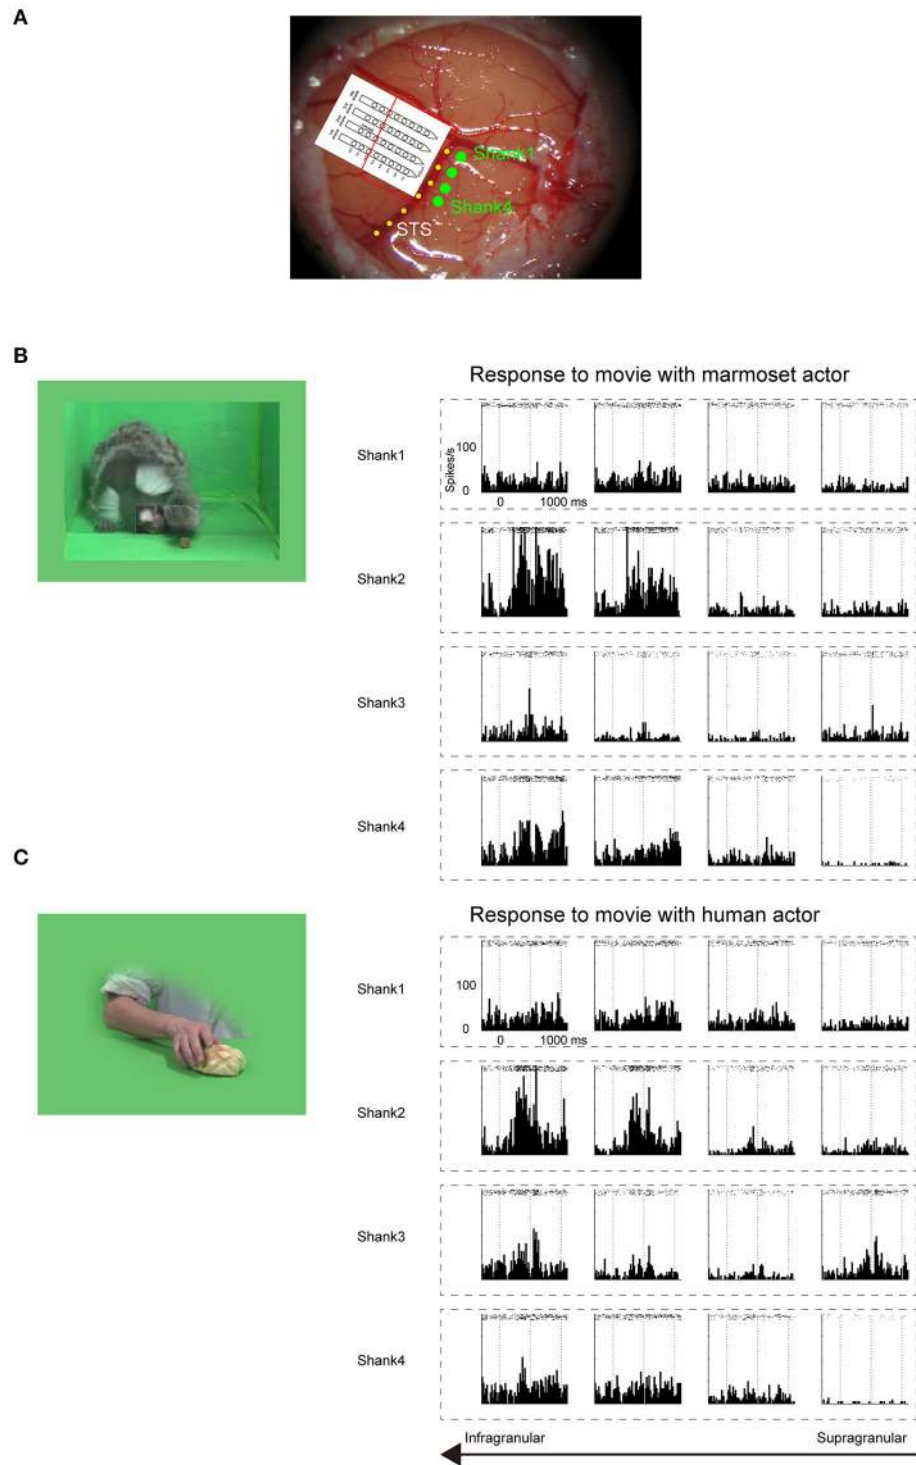 A
Shank1
Shank4
STS
B
Response to movie with marmoset actor
Shank1
Spikes/s
100
0
0 1000 ms
Shank2
Shank3
Shank4
C
Response to movie with human actor
Shank1
100
0
0 1000 ms
Shank2
Shank3
Shank4
Infragranular Supragranular